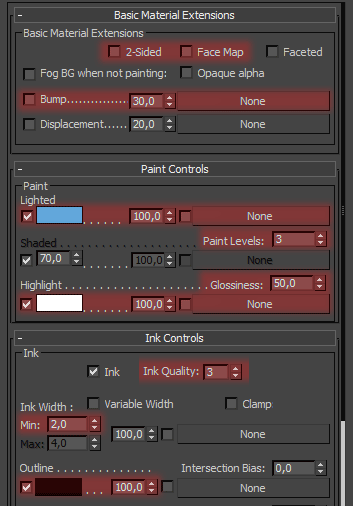 - Basic Material Extensions
Basic Material Extensions
2-Sided Face Map Faceted
Fog BG when not painting: Opaque alpha
Bump............... 30,0 None
Displacement...... 20,0 None
- Paint Controls
Paint
Lighted
...... 100,0 None
Shaded .................... Paint Levels: 3
70,0 ...... 100,0 None
Highlight .................... Glossiness: 50,0
...... 100,0 None
- Ink Controls
Ink
Ink Ink Quality: 3
Ink Width : Variable Width Clamp
Min: 2,0
100,0 None
Max: 4,0
Outline .............. Intersection Bias: 0,0
... 100,0 None